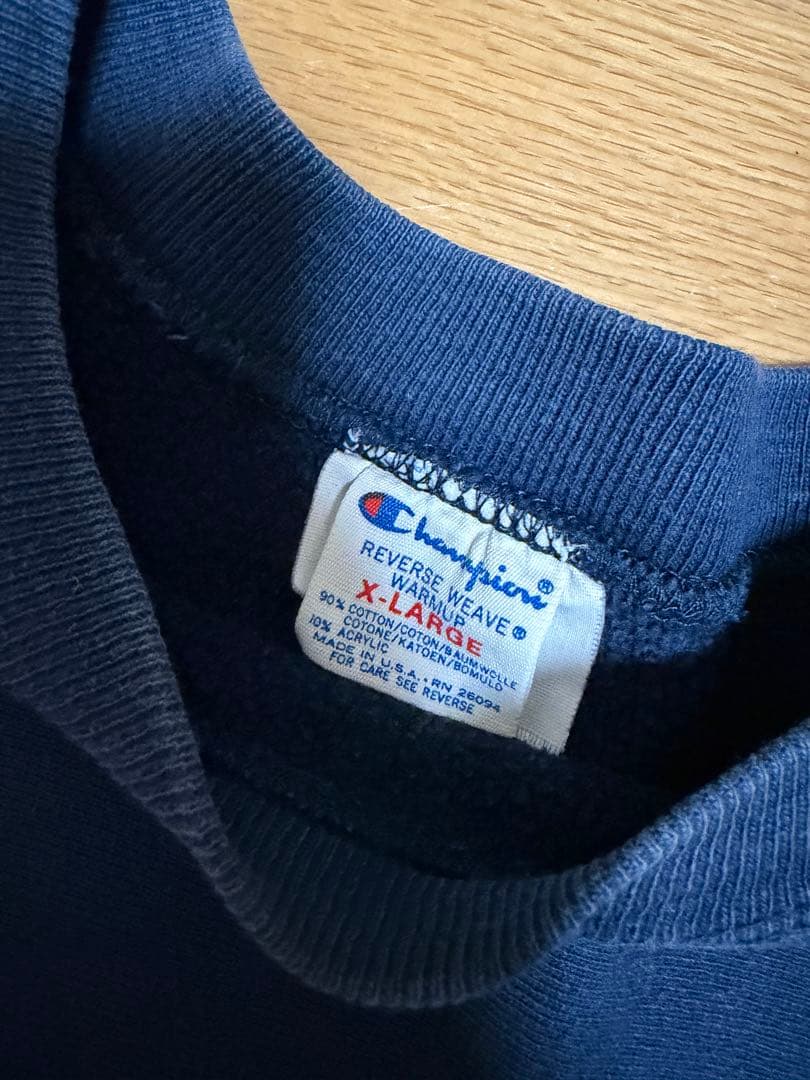 Champion®
REVERSE WEAVE®
WARMUP
X-LARGE
90% COTTON/COTON/BAUMWOLLE
COTONE/KATOEN/BOMULD
10% ACRYLIC
MADE IN U.S.A. · RN 26094
FOR CARE SEE REVERSE